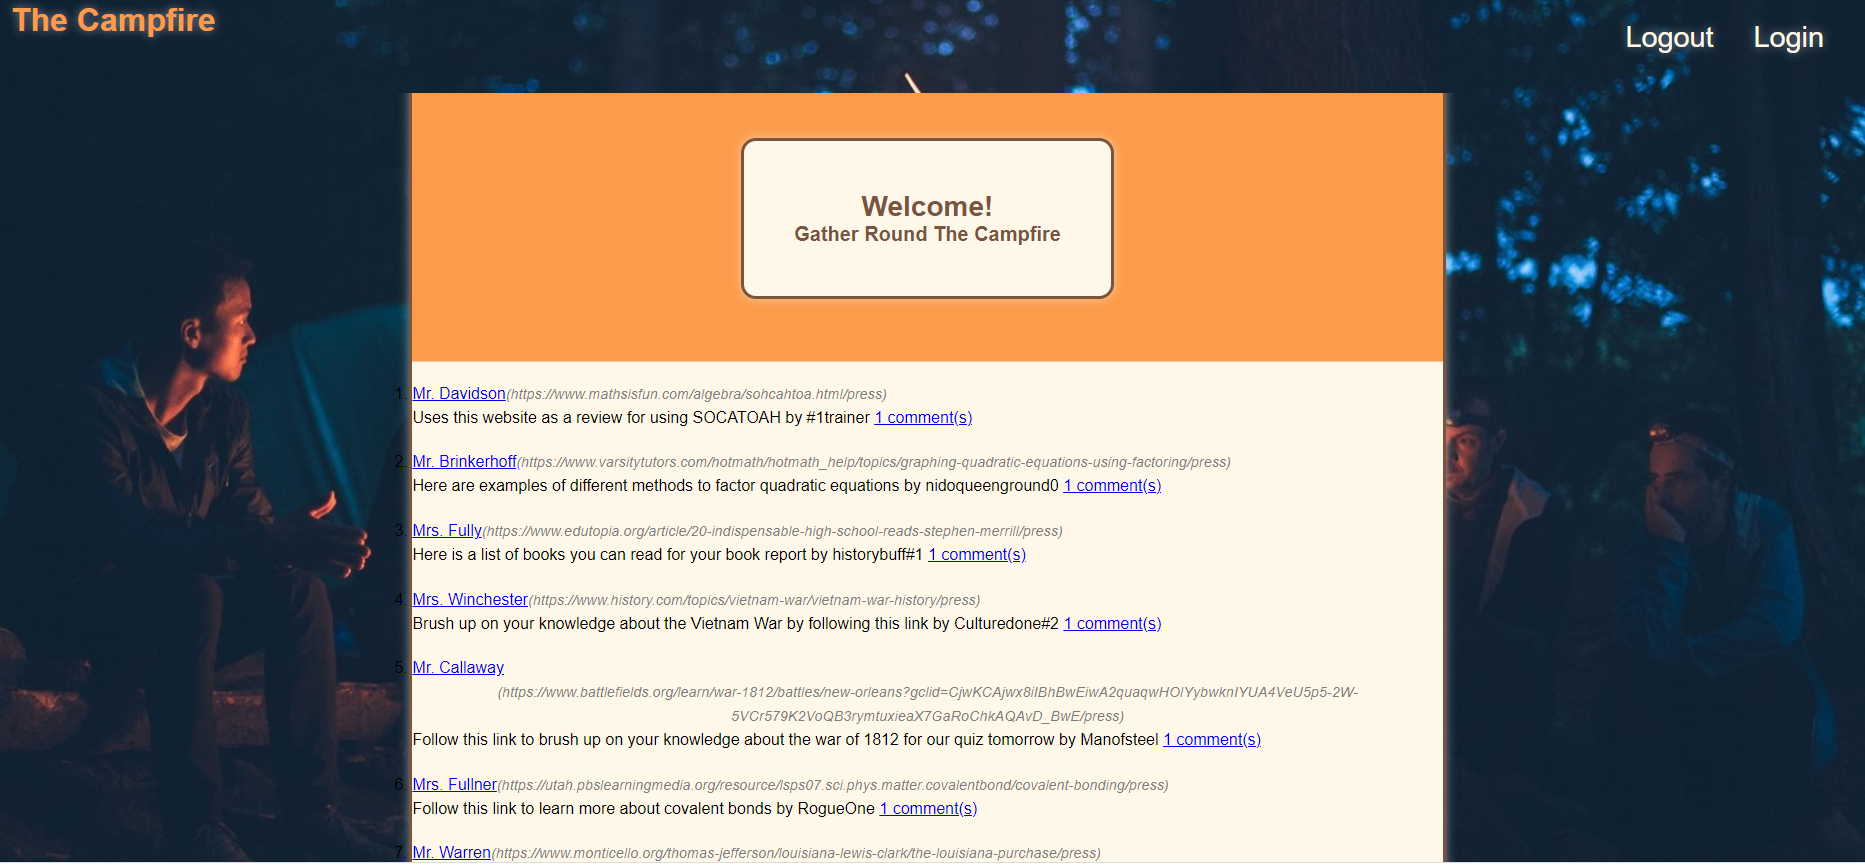 The Campfire
Logout Login
Welcome!
Gather Round The Campfire
1. Mr. Davidson(https://www.mathsisfun.com/algebra/sohcahtoa.html/press)
Uses this website as a review for using SOCATOAH by #1trainer 1 comment(s)
2. Mr. Brinkerhoff(https://www.varsitytutors.com/hotmath/hotmath_help/topics/graphing-quadratic-equations-using-factoring/press)
Here are examples of different methods to factor quadratic equations by nidoqueenground0 1 comment(s)
3. Mrs. Fully(https://www.edutopia.org/article/20-indispensable-high-school-reads-stephen-merrill/press)
Here is a list of books you can read for your book report by historybuff#1 1 comment(s)
4. Mrs. Winchester(https://www.history.com/topics/vietnam-war/vietnam-war-history/press)
Brush up on your knowledge about the Vietnam War by following this link by Culturedone#2 1 comment(s)
5. Mr. Callaway
(https://www.battlefields.org/learn/war-1812/battles/new-orleans?gclid=CjwKCAjwx8iIBhBwEiwA2quaqwHOlYybwknIYUA4VeU5p5-2W-
5VCr579K2VoQB3rymtuxieaX7GaRoChkAQAvD_BwE/press)
Follow this link to brush up on your knowledge about the war of 1812 for our quiz tomorrow by Manofsteel 1 comment(s)
6. Mrs. Fullner(https://utah.pbslearningmedia.org/resource/lsps07.sci.phys.matter.covalentbond/covalent-bonding/press)
Follow this link to learn more about covalent bonds by RogueOne 1 comment(s)
7. Mr. Warren(https://www.monticello.org/thomas-jefferson/louisiana-lewis-clark/the-louisiana-purchase/press)